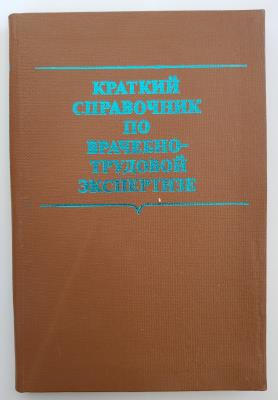 КРАТКИЙ
СПРАВОЧНИК
ПО
ВРАЧЕБНО-
ТРУДОВОЙ
ЭКСПЕРТИЗЕ